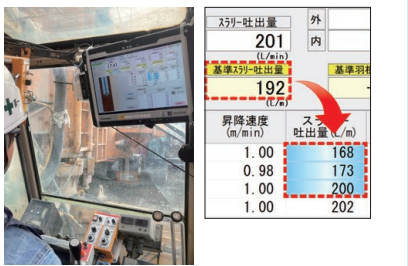 スラリー吐出量
外
201
(L/min)
内
基準スラリー吐出量
基準羽
192
(L/m)
昇降速度
(m/min)
ス
吐出量(L/m)
1.00 168
0.98 173
1.00 200
1.00 202